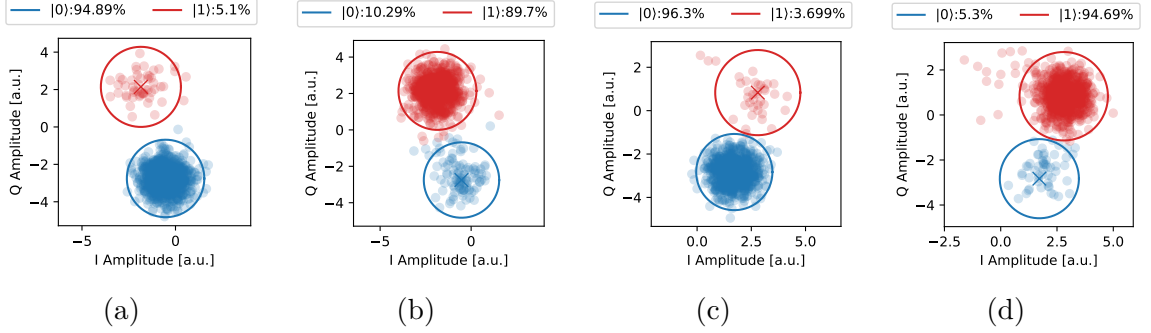 |0⟩:94.89% |1⟩:5.1%
4
2
0
−2
−4
−5 0
Q Amplitude [a.u.]
I Amplitude [a.u.]
(a)
|0⟩:10.29% |1⟩:89.7%
4
2
0
−2
−4
−5 0
Q Amplitude [a.u.]
I Amplitude [a.u.]
(b)
|0⟩:96.3% |1⟩:3.699%
2
0
−2
−4
0.0 2.5 5.0
Q Amplitude [a.u.]
I Amplitude [a.u.]
(c)
|0⟩:5.3% |1⟩:94.69%
2
0
−2
−4
−2.5 0.0 2.5 5.0
Q Amplitude [a.u.]
I Amplitude [a.u.]
(d)